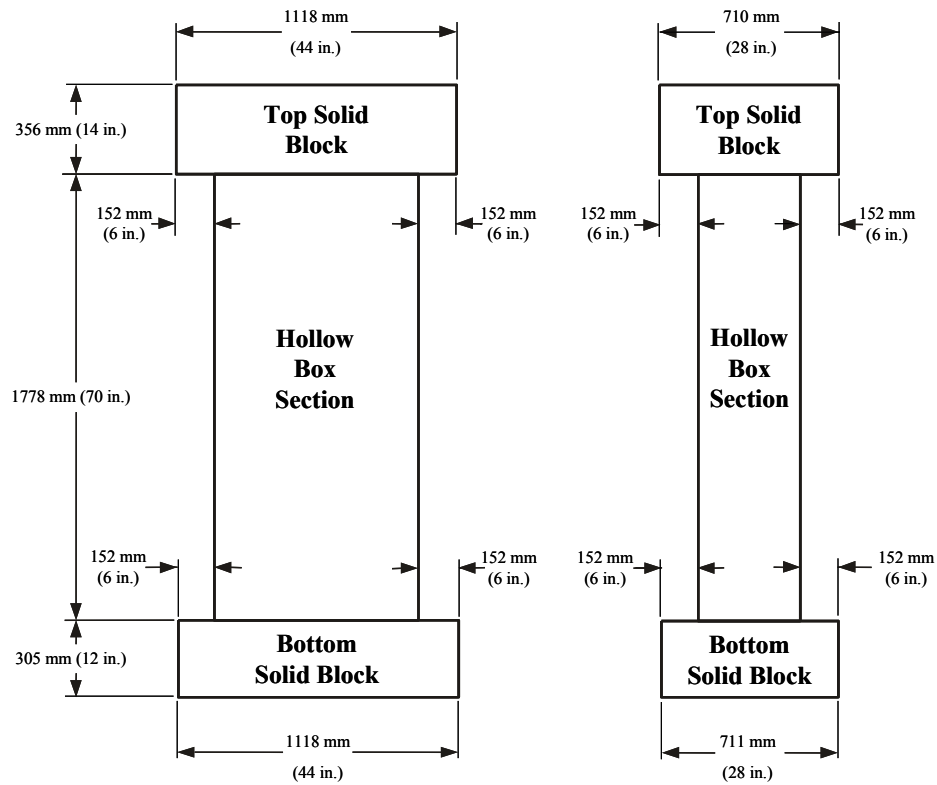 1118 mm
(44 in.)
710 mm
(28 in.)
Top Solid
Block
Top Solid
Block
356 mm (14 in.)
152 mm
(6 in.)
152 mm
(6 in.)
152 mm
(6 in.)
152 mm
(6 in.)
Hollow
Box
Section
Hollow
Box
Section
1778 mm (70 in.)
152 mm
(6 in.)
152 mm
(6 in.)
152 mm
(6 in.)
152 mm
(6 in.)
305 mm (12 in.)
Bottom
Solid Block
Bottom
Solid Block
1118 mm
(44 in.)
711 mm
(28 in.)